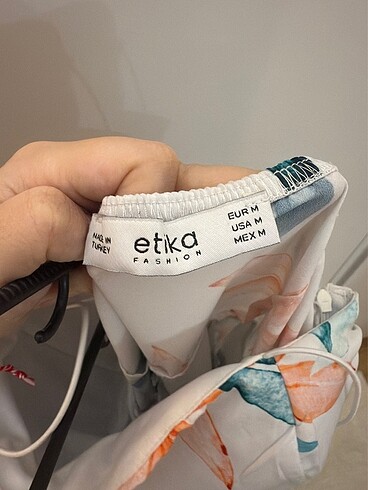 MADE IN
TURKEY
etika
FASHION
EUR M
USA M
MEX M